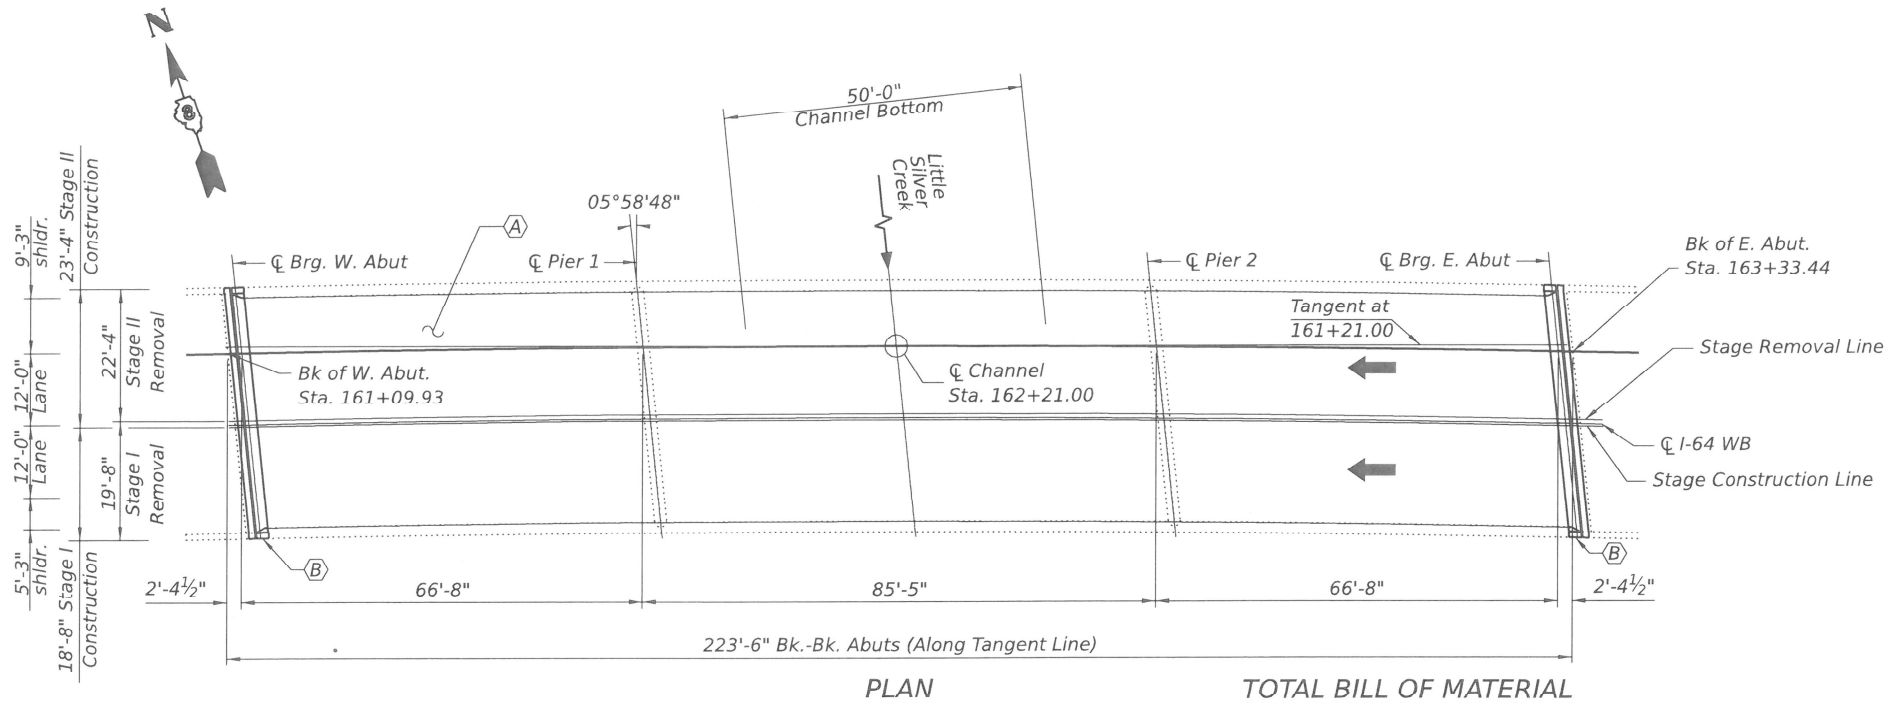 N
8
50'-0"
Channel Bottom
Little
Silver
Creek
05°58'48"
A
℄ Brg. W. Abut
℄ Pier 1
℄ Pier 2
℄ Brg. E. Abut
Bk of E. Abut.
Sta. 163+33.44
9'-3"
shldr.
23'-4" Stage II
Construction
22'-4"
Stage II
Removal
Tangent at
161+21.00
Stage Removal Line
12'-0"
Lane
Bk of W. Abut.
Sta. 161+09.93
℄ Channel
Sta. 162+21.00
12'-0"
Lane
19'-8"
Stage I
Removal
℄ I-64 WB
Stage Construction Line
5'-3"
shldr.
18'-8" Stage I
Construction
B
B
2'-4½"
66'-8"
85'-5"
66'-8"
2'-4½"
223'-6" Bk.-Bk. Abuts (Along Tangent Line)
PLAN
TOTAL BILL OF MATERIAL